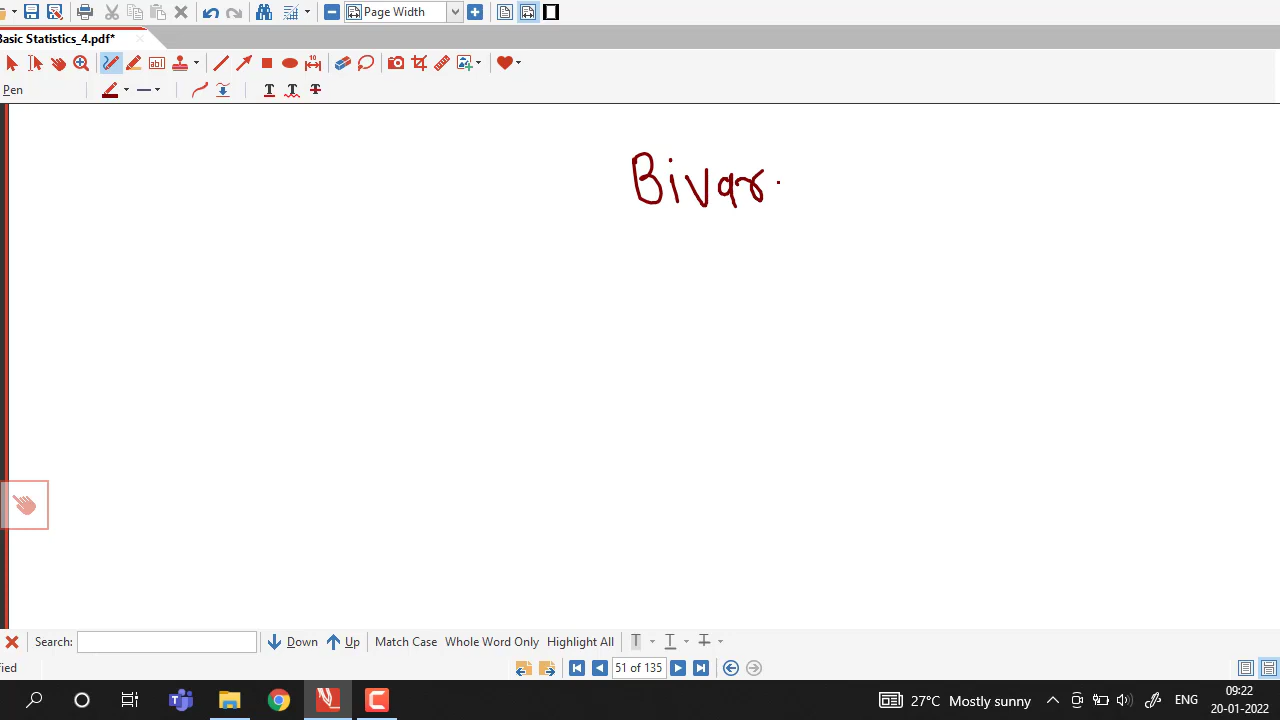 Page Width
Basic Statistics_4.pdf*
Pen
Bivar
Search:
Down
Up
Match Case
Whole Word Only
Highlight All
51 of 135
27°C Mostly sunny
ENG
09:22
20-01-2022